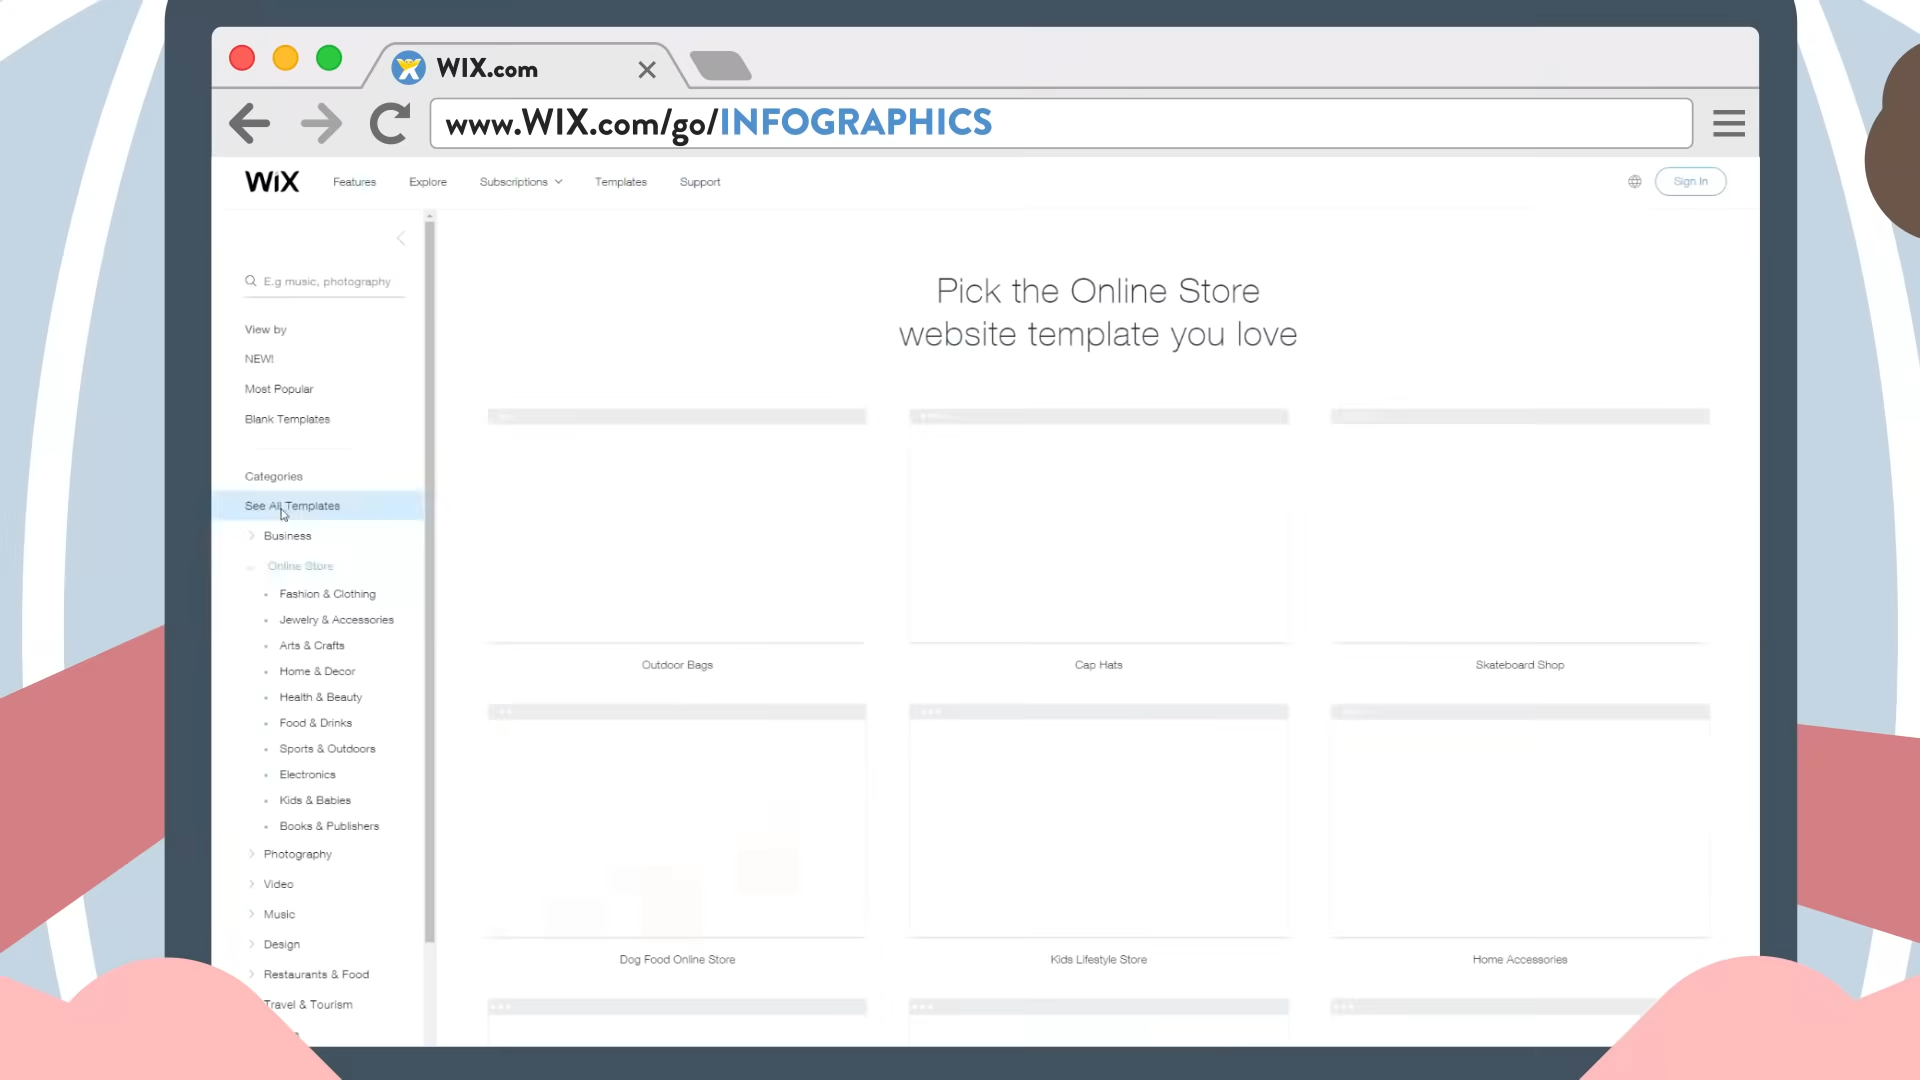 WIX.com
www.WIX.com/go/INFOGRAPHICS
WIX
Features
Explore
Subscriptions
Templates
Support
Sign In
E.g music, photography
View by
NEW!
Most Popular
Blank Templates
Categories
See All Templates
Business
Online Store
Fashion & Clothing
Jewelry & Accessories
Arts & Crafts
Home & Decor
Health & Beauty
Food & Drinks
Sports & Outdoors
Electronics
Kids & Babies
Books & Publishers
Photography
Video
Music
Design
Restaurants & Food
Travel & Tourism
Pick the Online Store
website template you love
Outdoor Bags
Cap Hats
Skateboard Shop
Dog Food Online Store
Kids Lifestyle Store
Home Accessories